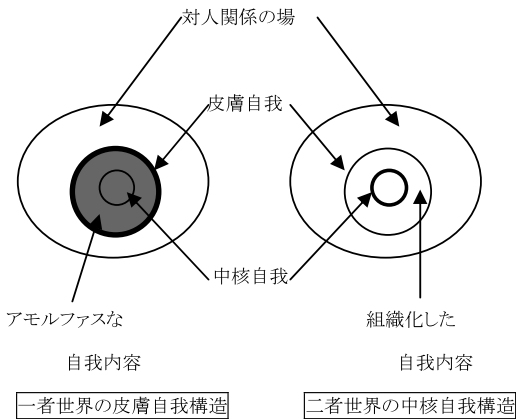 対人関係の場
皮膚自我
中核自我
アモルファスな
自我内容
組織化した
自我内容
一者世界の皮膚自我構造
二者世界の中核自我構造